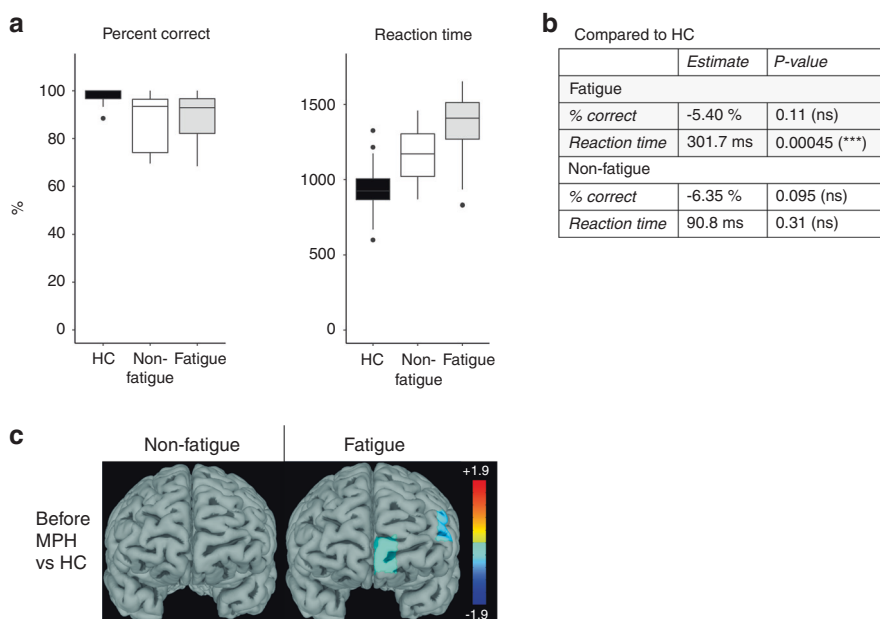 a
Percent correct
Reaction time
%
100
80
60
40
20
0
1500
1000
500
0
HC
Non-
fatigue
Fatigue
HC
Non-
fatigue
Fatigue
b
Compared to HC
Estimate P-value
Fatigue
% correct -5.40 % 0.11 (ns)
Reaction time 301.7 ms 0.00045 (***)
Non-fatigue
% correct -6.35 % 0.095 (ns)
Reaction time 90.8 ms 0.31 (ns)
c
Non-fatigue Fatigue
Before
MPH
vs HC
+1.9
-1.9